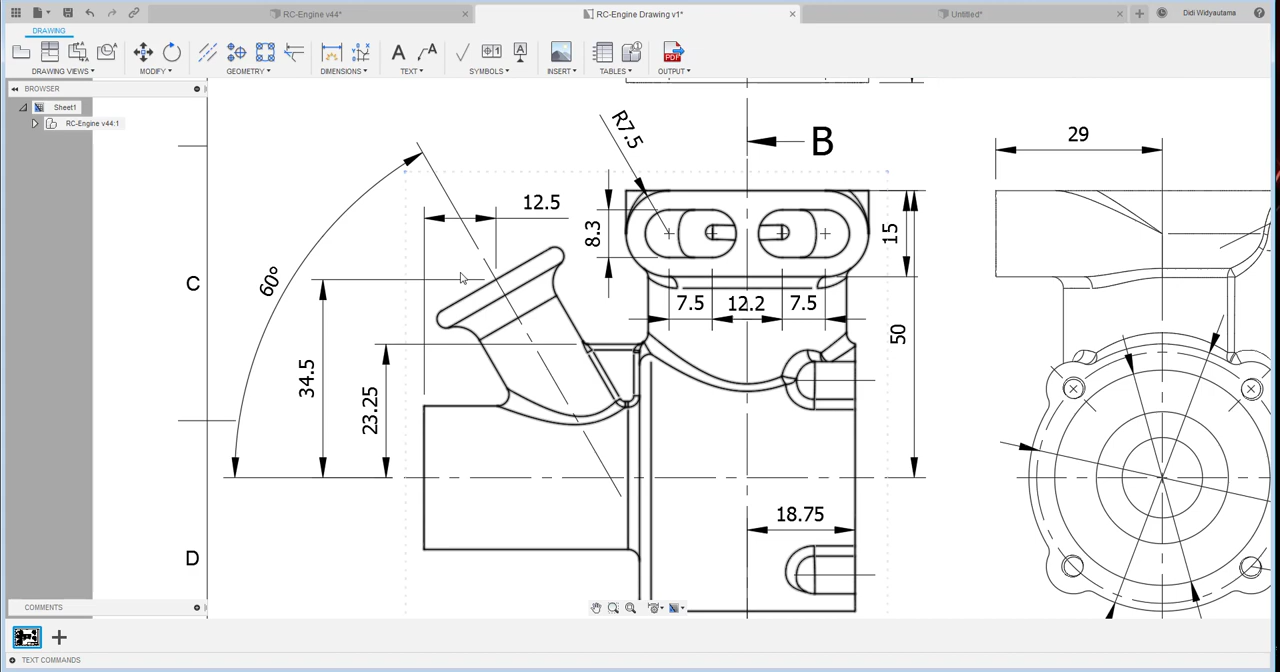 RC-Engine v44*
RC-Engine Drawing v1*
Untitled*
Didi Widyautama
DRAWING
DRAWING VIEWS
MODIFY
GEOMETRY
DIMENSIONS
TEXT
SYMBOLS
INSERT
TABLES
OUTPUT
PDF
BROWSER
Sheet1
RC-Engine v44:1
R7.5
B
29
12.5
8.3
15
60°
C
7.5
12.2
7.5
50
34.5
23.25
18.75
D
COMMENTS
TEXT COMMANDS